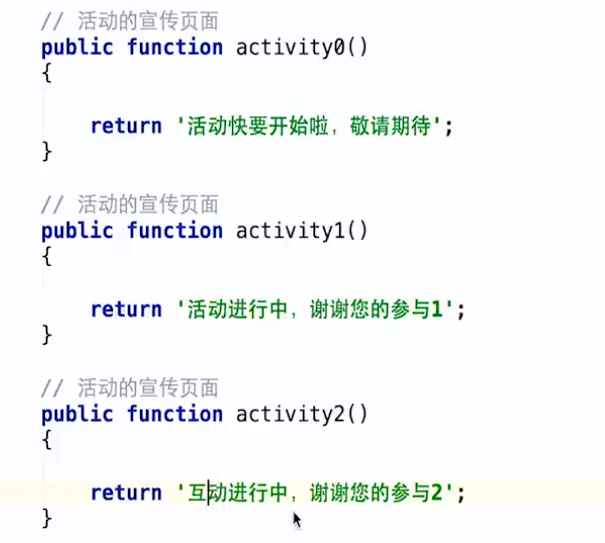 // 活动的宣传页面
public function activity0()
{
return '活动快要开始啦，敬请期待';
}
// 活动的宣传页面
public function activity1()
{
return '活动进行中，谢谢您的参与1';
}
// 活动的宣传页面
public function activity2()
{
return '互动进行中，谢谢您的参与2';
}